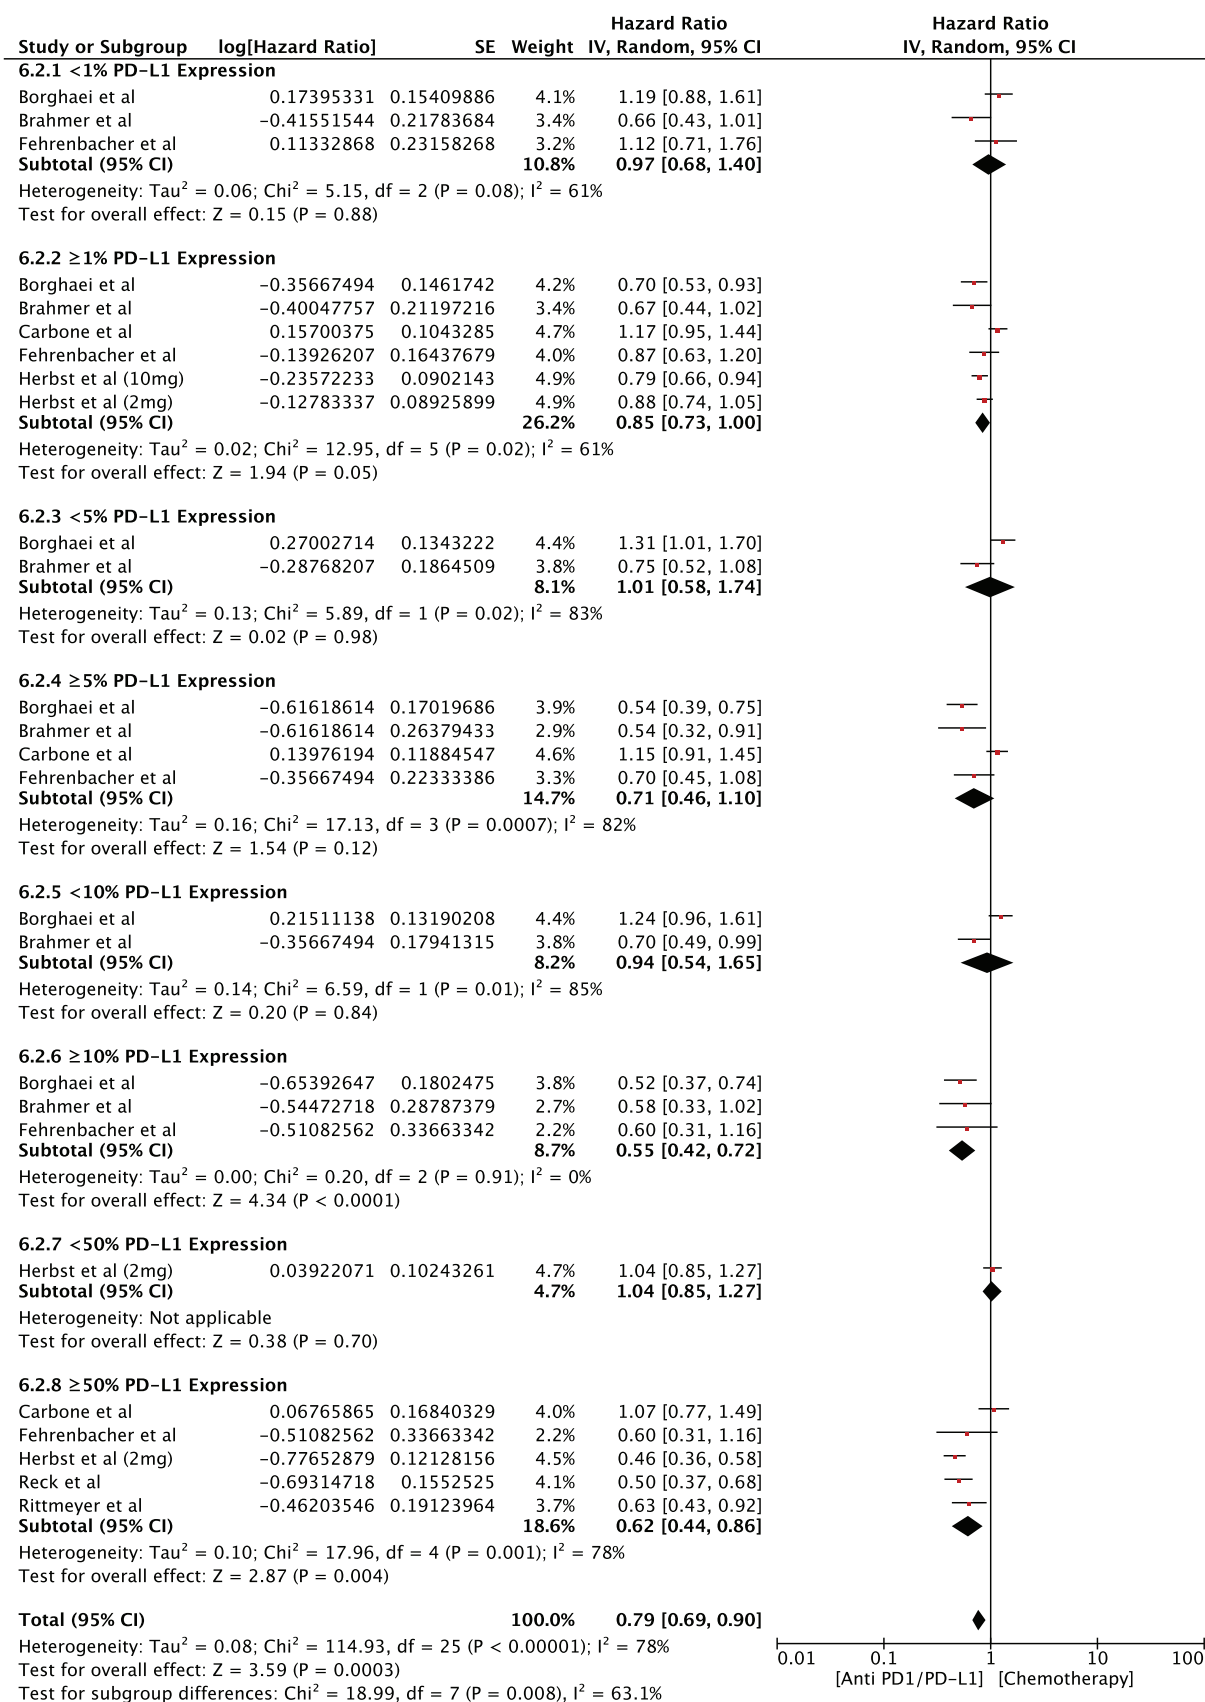 Hazard Ratio Hazard Ratio
Study or Subgroup log[Hazard Ratio] SE Weight IV, Random, 95% CI IV, Random, 95% CI
6.2.1 <1% PD-L1 Expression
Borghaei et al 0.17395331 0.15409886 4.1% 1.19 [0.88, 1.61]
Brahmer et al -0.41551544 0.21783684 3.4% 0.66 [0.43, 1.01]
Fehrenbacher et al 0.11332868 0.23158268 3.2% 1.12 [0.71, 1.76]
Subtotal (95% CI) 10.8% 0.97 [0.68, 1.40]
Heterogeneity: Tau² = 0.06; Chi² = 5.15, df = 2 (P = 0.08); I² = 61%
Test for overall effect: Z = 0.15 (P = 0.88)
6.2.2 ≥1% PD-L1 Expression
Borghaei et al -0.35667494 0.1461742 4.2% 0.70 [0.53, 0.93]
Brahmer et al -0.40047757 0.21197216 3.4% 0.67 [0.44, 1.02]
Carbone et al 0.15700375 0.1043285 4.7% 1.17 [0.95, 1.44]
Fehrenbacher et al -0.13926207 0.16437679 4.0% 0.87 [0.63, 1.20]
Herbst et al (10mg) -0.23572233 0.0902143 4.9% 0.79 [0.66, 0.94]
Herbst et al (2mg) -0.12783337 0.08925899 4.9% 0.88 [0.74, 1.05]
Subtotal (95% CI) 26.2% 0.85 [0.73, 1.00]
Heterogeneity: Tau² = 0.02; Chi² = 12.95, df = 5 (P = 0.02); I² = 61%
Test for overall effect: Z = 1.94 (P = 0.05)
6.2.3 <5% PD-L1 Expression
Borghaei et al 0.27002714 0.1343222 4.4% 1.31 [1.01, 1.70]
Brahmer et al -0.28768207 0.1864509 3.8% 0.75 [0.52, 1.08]
Subtotal (95% CI) 8.1% 1.01 [0.58, 1.74]
Heterogeneity: Tau² = 0.13; Chi² = 5.89, df = 1 (P = 0.02); I² = 83%
Test for overall effect: Z = 0.02 (P = 0.98)
6.2.4 ≥5% PD-L1 Expression
Borghaei et al -0.61618614 0.17019686 3.9% 0.54 [0.39, 0.75]
Brahmer et al -0.61618614 0.26379433 2.9% 0.54 [0.32, 0.91]
Carbone et al 0.13976194 0.11884547 4.6% 1.15 [0.91, 1.45]
Fehrenbacher et al -0.35667494 0.22333386 3.3% 0.70 [0.45, 1.08]
Subtotal (95% CI) 14.7% 0.71 [0.46, 1.10]
Heterogeneity: Tau² = 0.16; Chi² = 17.13, df = 3 (P = 0.0007); I² = 82%
Test for overall effect: Z = 1.54 (P = 0.12)
6.2.5 <10% PD-L1 Expression
Borghaei et al 0.21511138 0.13190208 4.4% 1.24 [0.96, 1.61]
Brahmer et al -0.35667494 0.17941315 3.8% 0.70 [0.49, 0.99]
Subtotal (95% CI) 8.2% 0.94 [0.54, 1.65]
Heterogeneity: Tau² = 0.14; Chi² = 6.59, df = 1 (P = 0.01); I² = 85%
Test for overall effect: Z = 0.20 (P = 0.84)
6.2.6 ≥10% PD-L1 Expression
Borghaei et al -0.65392647 0.1802475 3.8% 0.52 [0.37, 0.74]
Brahmer et al -0.54472718 0.28787379 2.7% 0.58 [0.33, 1.02]
Fehrenbacher et al -0.51082562 0.33663342 2.2% 0.60 [0.31, 1.16]
Subtotal (95% CI) 8.7% 0.55 [0.42, 0.72]
Heterogeneity: Tau² = 0.00; Chi² = 0.20, df = 2 (P = 0.91); I² = 0%
Test for overall effect: Z = 4.34 (P < 0.0001)
6.2.7 <50% PD-L1 Expression
Herbst et al (2mg) 0.03922071 0.10243261 4.7% 1.04 [0.85, 1.27]
Subtotal (95% CI) 4.7% 1.04 [0.85, 1.27]
Heterogeneity: Not applicable
Test for overall effect: Z = 0.38 (P = 0.70)
6.2.8 ≥50% PD-L1 Expression
Carbone et al 0.06765865 0.16840329 4.0% 1.07 [0.77, 1.49]
Fehrenbacher et al -0.51082562 0.33663342 2.2% 0.60 [0.31, 1.16]
Herbst et al (2mg) -0.77652879 0.12128156 4.5% 0.46 [0.36, 0.58]
Reck et al -0.69314718 0.1552525 4.1% 0.50 [0.37, 0.68]
Rittmeyer et al -0.46203546 0.19123964 3.7% 0.63 [0.43, 0.92]
Subtotal (95% CI) 18.6% 0.62 [0.44, 0.86]
Heterogeneity: Tau² = 0.10; Chi² = 17.96, df = 4 (P = 0.001); I² = 78%
Test for overall effect: Z = 2.87 (P = 0.004)
Total (95% CI) 100.0% 0.79 [0.69, 0.90]
Heterogeneity: Tau² = 0.08; Chi² = 114.93, df = 25 (P < 0.00001); I² = 78%
0.01 0.1 1 10 100
Test for overall effect: Z = 3.59 (P = 0.0003)
[Anti PD1/PD-L1] [Chemotherapy]
Test for subgroup differences: Chi² = 18.99, df = 7 (P = 0.008), I² = 63.1%